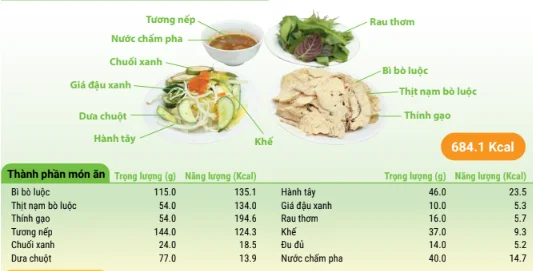 Tương nếp
Rau thơm
Nước chấm pha
Chuối xanh
Bì bò luộc
Giá đậu xanh
Thịt nạm bò luộc
Dưa chuột
Thính gạo
Hành tây
Khế
684.1 Kcal
Thành phần món ăn Trọng lượng (g) Năng lượng (Kcal) Trọng lượng (g) Năng lượng (Kcal)
Bì bò luộc 115.0 135.1 Hành tây 46.0 23.5
Thịt nạm bò luộc 54.0 134.0 Giá đậu xanh 10.0 5.3
Thính gạo 54.0 194.6 Rau thơm 16.0 5.7
Tương nếp 144.0 124.3 Khế 37.0 9.3
Chuối xanh 24.0 18.5 Đu đủ 14.0 5.2
Dưa chuột 77.0 13.9 Nước chấm pha 40.0 14.7